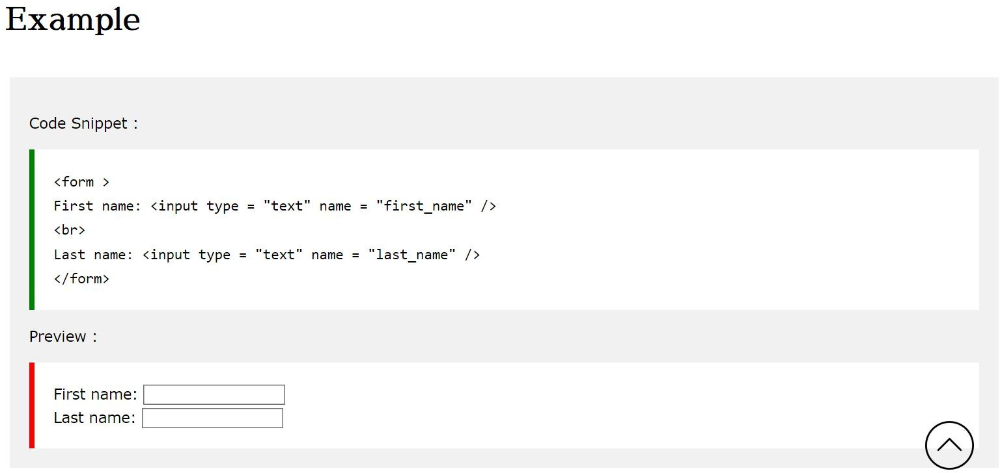 Example
Code Snippet :
<form >
First name: <input type = "text" name = "first_name" />
<br>
Last name: <input type = "text" name = "last_name" />
</form>
Preview :
First name:
Last name: